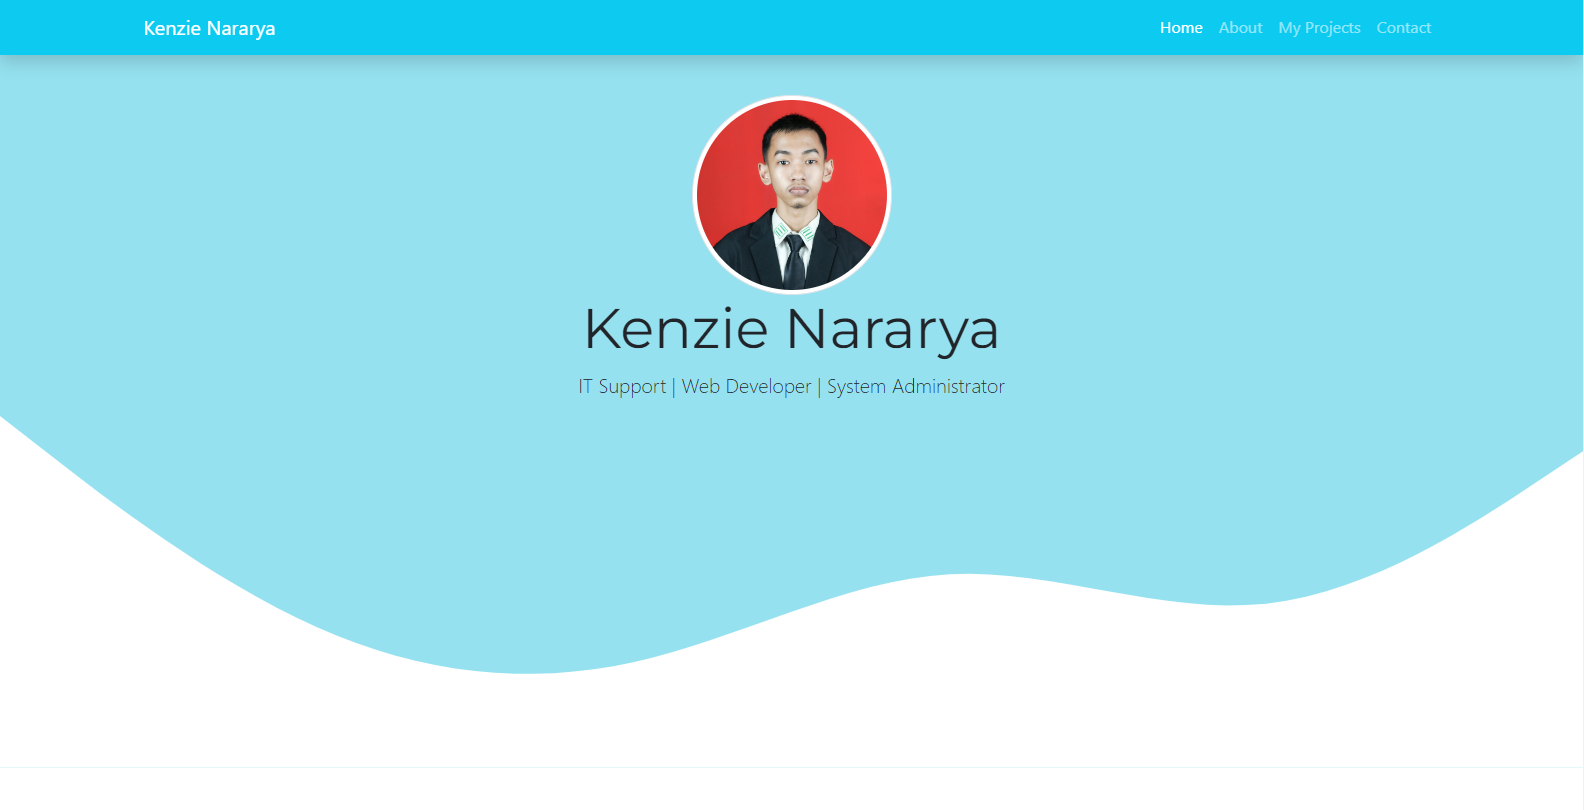 Kenzie Nararya
Home About My Projects Contact
Kenzie Nararya
IT Support | Web Developer | System Administrator